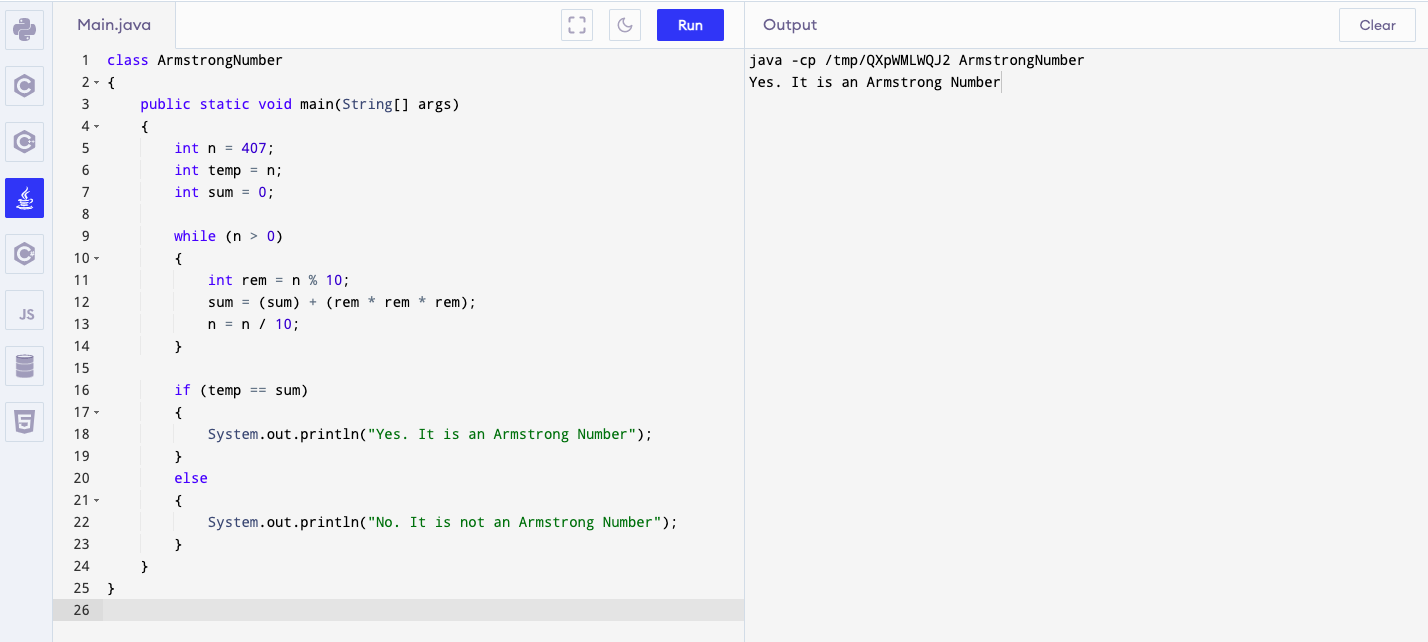 Main.java
Run
Output
Clear
1 class ArmstrongNumber
2 {
3     public static void main(String[] args)
4     {
5         int n = 407;
6         int temp = n;
7         int sum = 0;
8
9         while (n > 0)
10         {
11             int rem = n % 10;
12             sum = (sum) + (rem * rem * rem);
13             n = n / 10;
14         }
15
16         if (temp == sum)
17         {
18             System.out.println("Yes. It is an Armstrong Number");
19         }
20         else
21         {
22             System.out.println("No. It is not an Armstrong Number");
23         }
24     }
25 }
26
java -cp /tmp/QXpWMLWQJ2 ArmstrongNumber
Yes. It is an Armstrong Number
C
C++
C#
JS
5